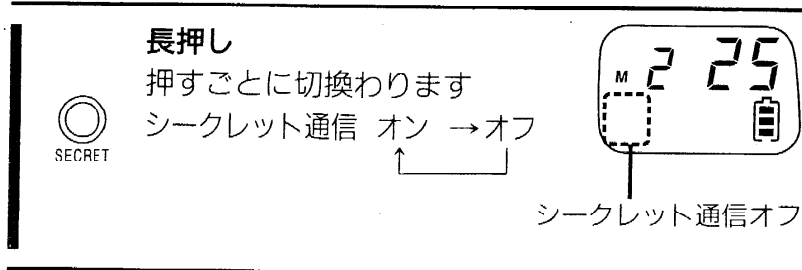 長押し
押すごとに切換わります
シークレット通信 オン →オフ
SECRET
M 2 25
シークレット通信オフ